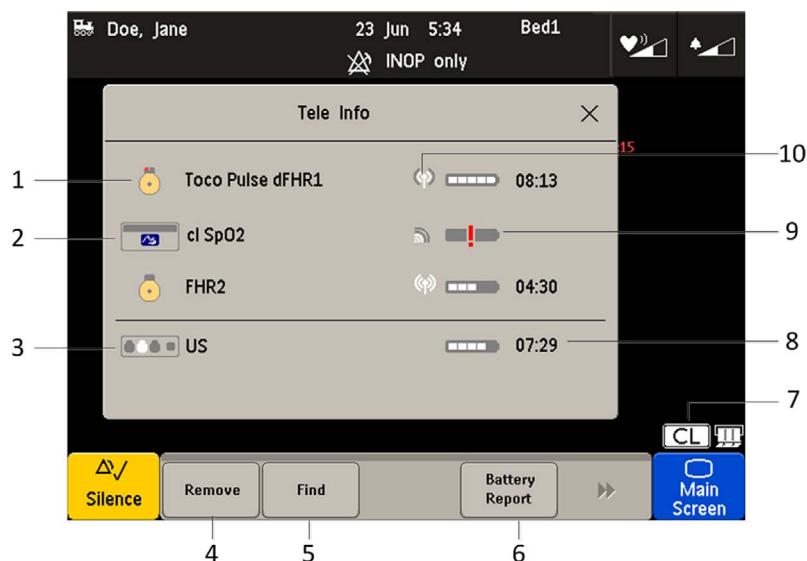 Doe, Jane 23 Jun 5:34 Bed1
INOP only
Tele Info
:15
10
1 Toco Pulse dFHR1 08:13
2 cl SpO2 9
FHR2 04:30
3 US 07:29 8
7
CL
Silence
Remove
Find
Battery
Report
Main
Screen
4 5 6